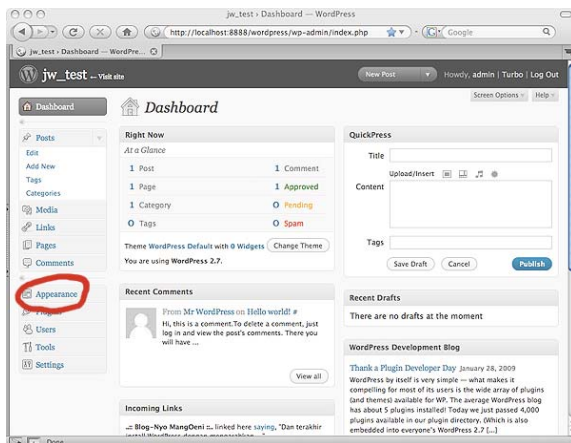 jw_test › Dashboard — WordPress
http://localhost:8888/wordpress/wp-admin/index.php
Google
jw_test › Dashboard — WordPre...
jw_test ← Visit site
New Post
Howdy, admin | Turbo | Log Out
Screen Options
Help
Dashboard
Dashboard
Posts
Edit
Add New
Tags
Categories
Media
Links
Pages
Comments
Appearance
Plugins
Users
Tools
Settings
Right Now
At a Glance
1 Post 1 Comment
1 Page 1 Approved
1 Category 0 Pending
0 Tags 0 Spam
Theme WordPress Default with 0 Widgets Change Theme
You are using WordPress 2.7.
Recent Comments
From Mr WordPress on Hello world! #
Hi, this is a comment.To delete a comment, just
log in and view the post's comments. There you
will have ...
View all
Incoming Links
... Blog-Nyo MangOeni ::. linked here saying, "Dan terakhir
QuickPress
Title
Upload/Insert
Content
Tags
Save Draft Cancel Publish
Recent Drafts
There are no drafts at the moment
WordPress Development Blog
Thank a Plugin Developer Day January 28, 2009
WordPress by itself is very simple — what makes it
compelling for most of its users is the wide array of plugins
(and themes) available for WP. The average WordPress blog
has about 5 plugins installed! Today we just passed 4,000
plugins available in our plugin directory. (Which is also
embedded into everyone's WordPress 2.7 [...]
Done